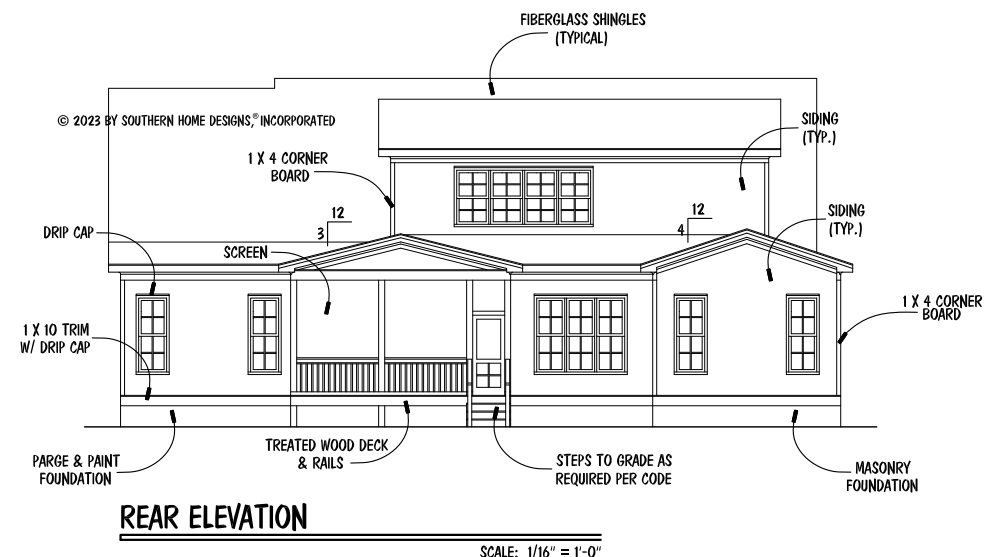 FIBERGLASS SHINGLES
(TYPICAL)
© 2023 BY SOUTHERN HOME DESIGNS,® INCORPORATED
SIDING
(TYP.)
1 X 4 CORNER
BOARD
12
3
12
4
SIDING
(TYP.)
DRIP CAP
SCREEN
1 X 4 CORNER
BOARD
1 X 10 TRIM
W/ DRIP CAP
TREATED WOOD DECK
& RAILS
PARGE & PAINT
FOUNDATION
STEPS TO GRADE AS
REQUIRED PER CODE
MASONRY
FOUNDATION
REAR ELEVATION
SCALE: 1/16" = 1'-0"